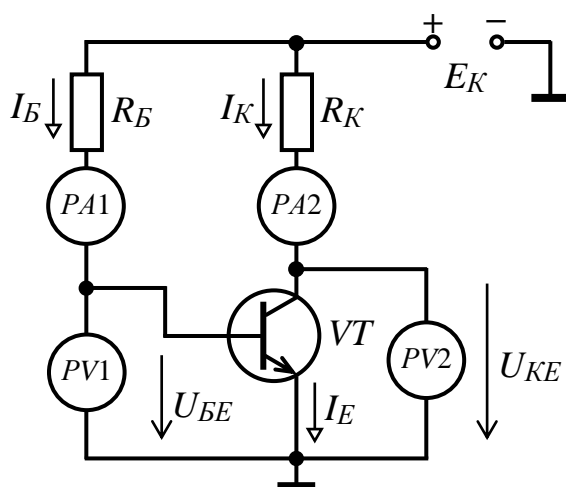 + −
E_К
I_Б R_Б I_К R_К
PA1 PA2
VT
PV1 PV2
U_БЕ I_Е U_КЕ